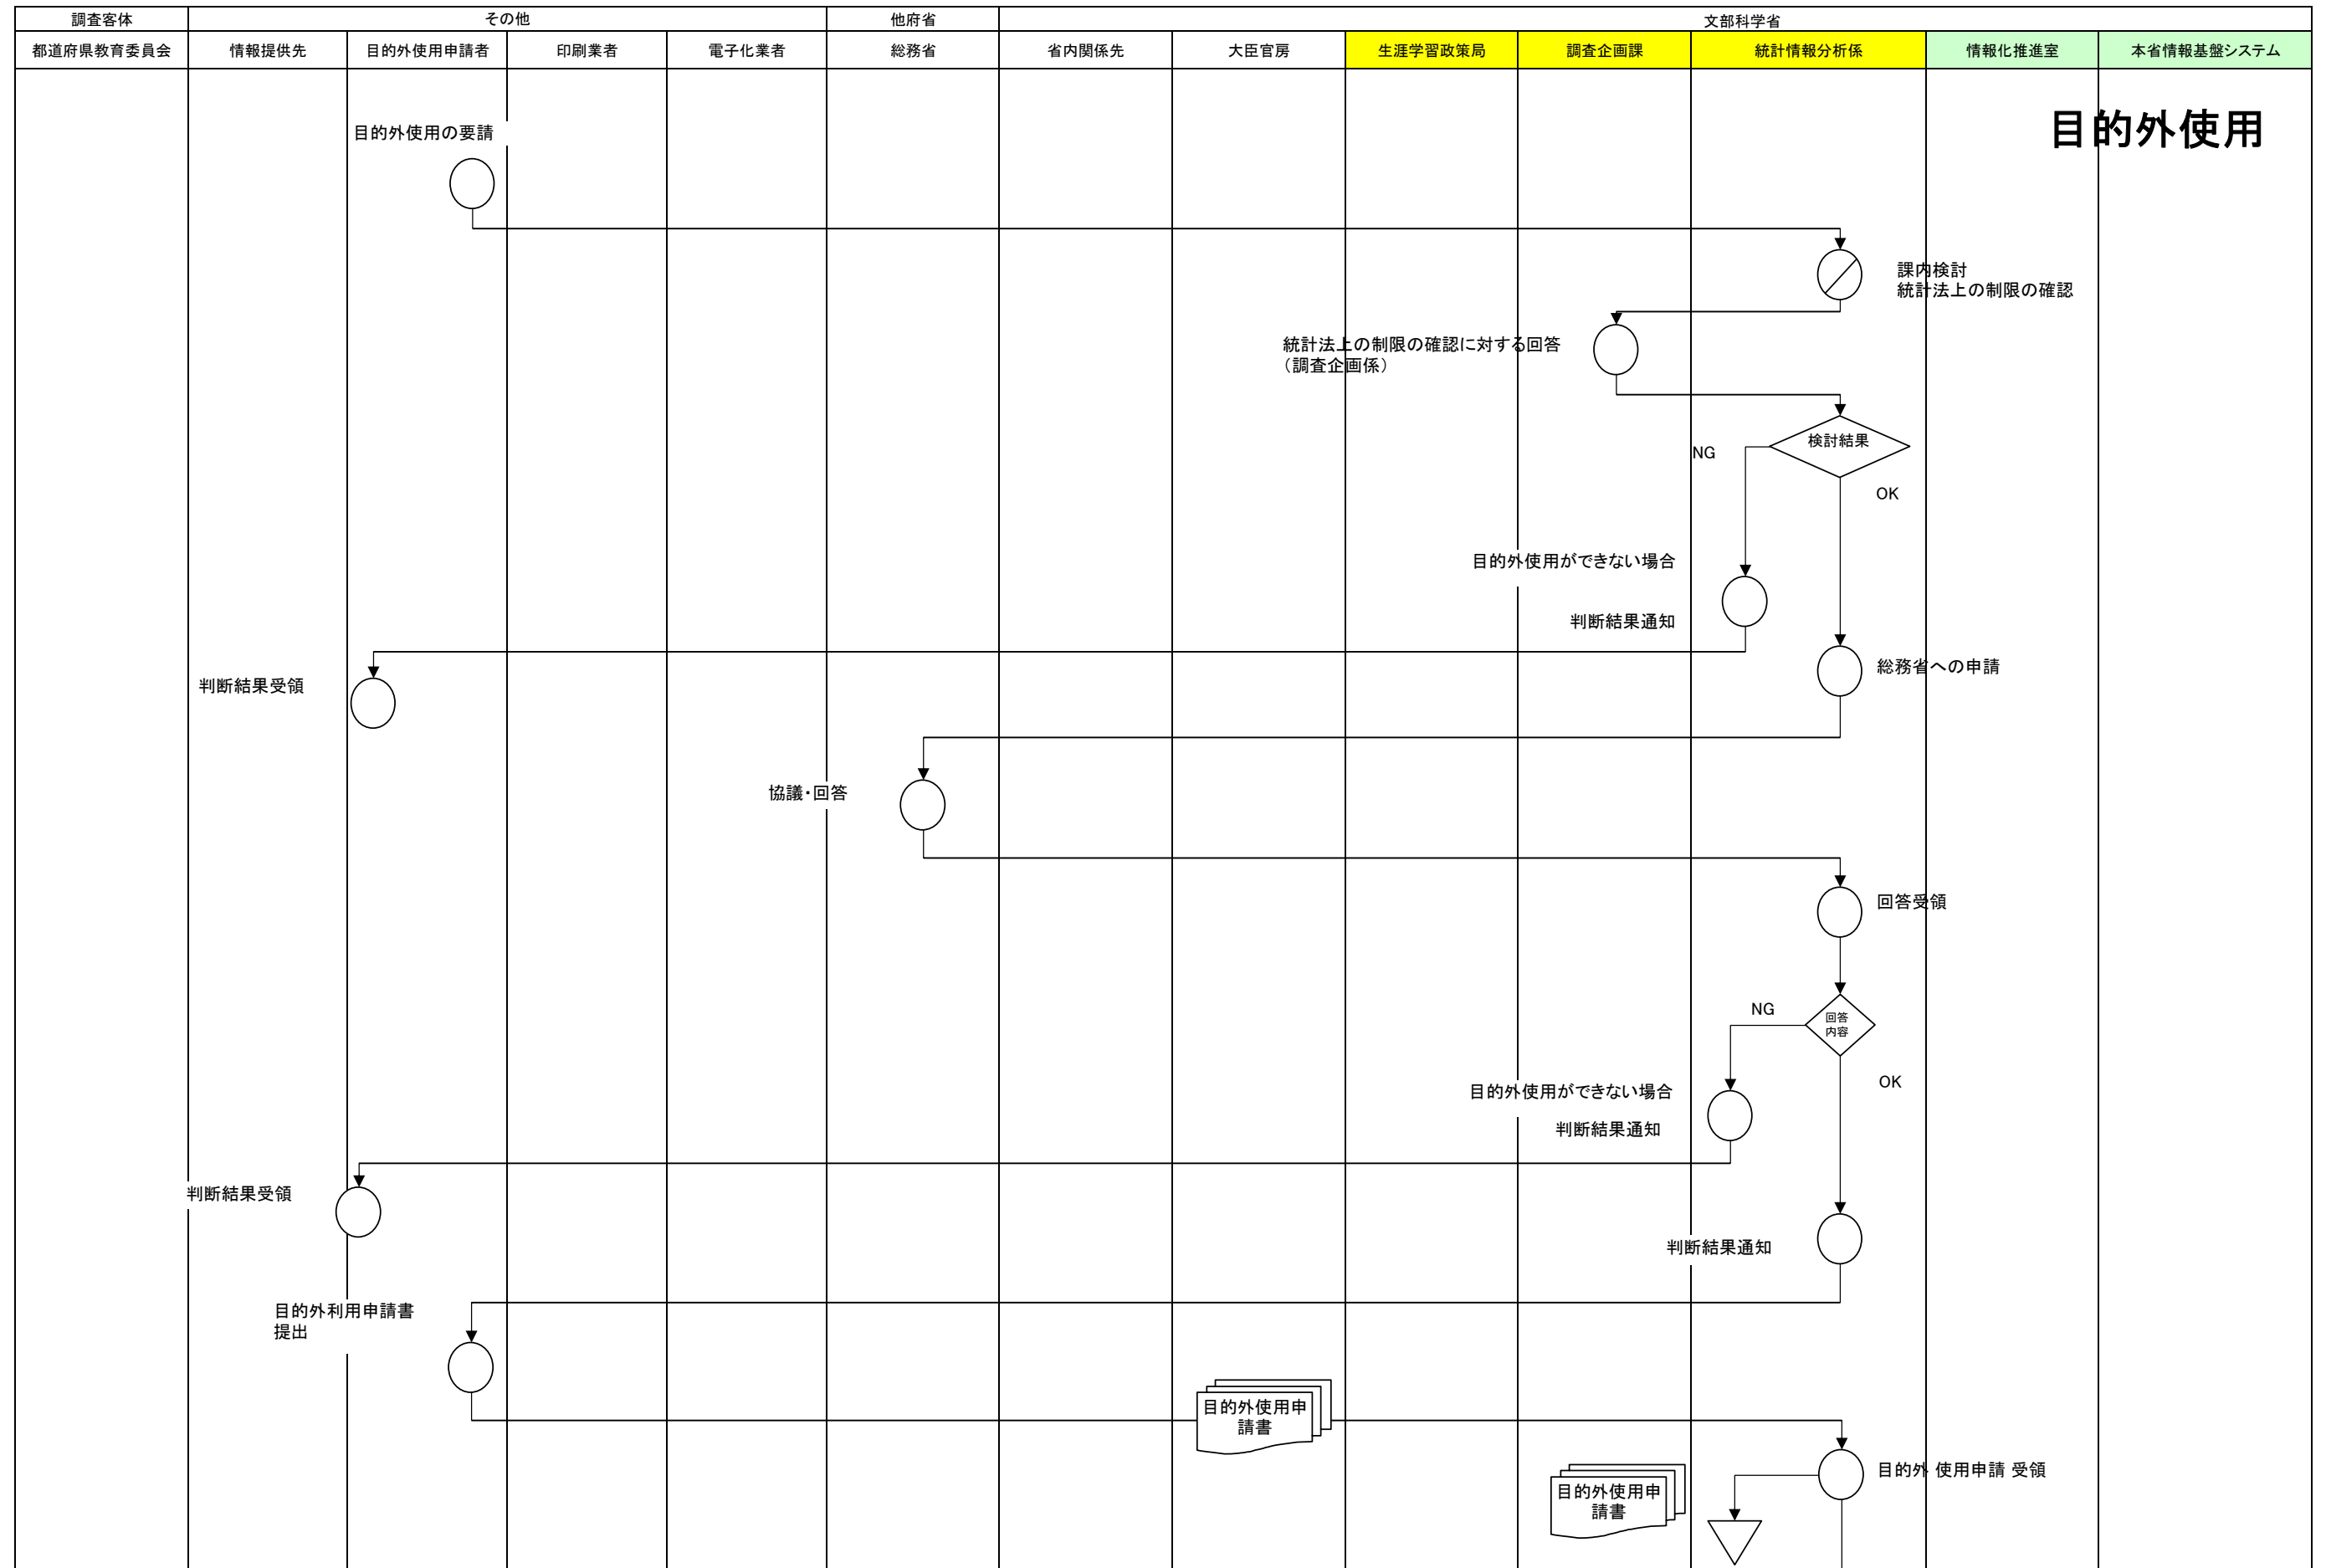 調査客体
その他
他府省
文部科学省
都道府県教育委員会
情報提供先
目的外使用申請者
印刷業者
電子化業者
総務省
省内関係先
大臣官房
生涯学習政策局
調査企画課
統計情報分析係
情報化推進室
本省情報基盤システム
目的外使用
目的外使用の要請
課内検討
統計法上の制限の確認
統計法上の制限の確認に対する回答
（調査企画係）
検討結果
NG
OK
目的外使用ができない場合
判断結果通知
総務省への申請
判断結果受領
協議・回答
回答受領
NG
回答
内容
OK
目的外使用ができない場合
判断結果通知
判断結果受領
判断結果通知
目的外利用申請書
提出
目的外使用申
請書
目的外 使用申請 受領
目的外使用申
請書